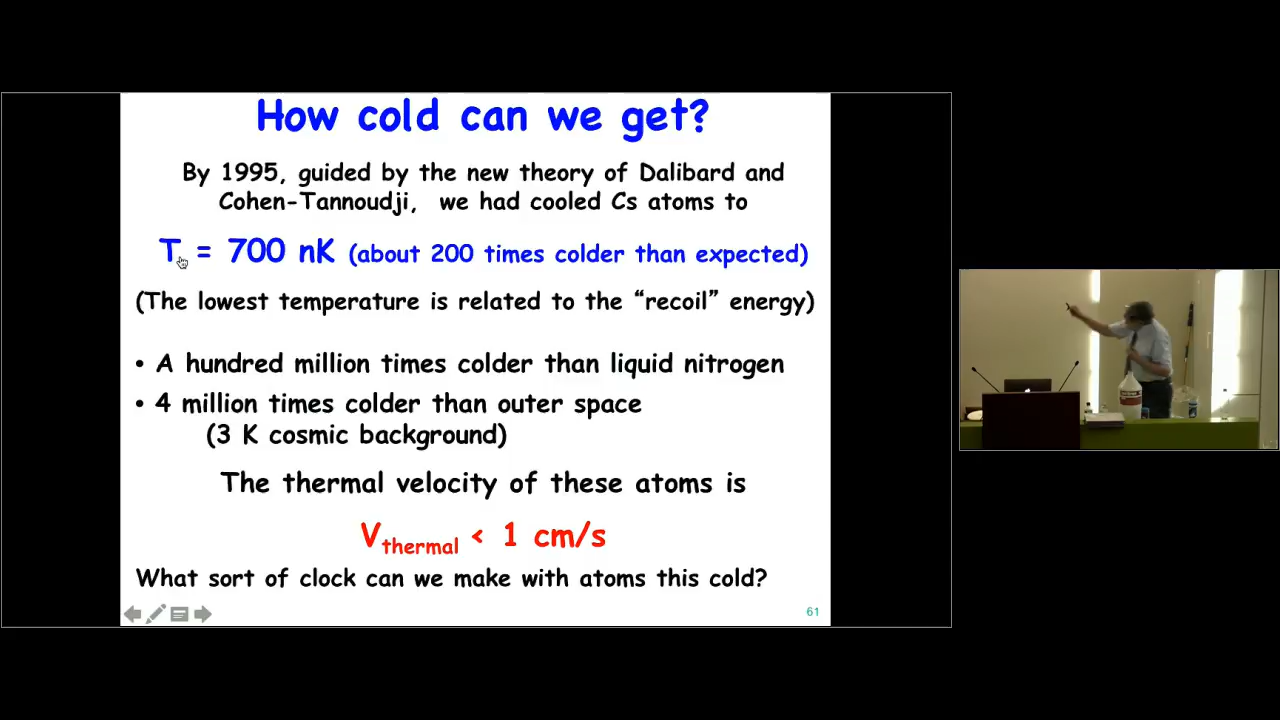 How cold can we get?
By 1995, guided by the new theory of Dalibard and
Cohen-Tannoudji, we had cooled Cs atoms to
T = 700 nK (about 200 times colder than expected)
(The lowest temperature is related to the “recoil” energy)
• A hundred million times colder than liquid nitrogen
• 4 million times colder than outer space
(3 K cosmic background)
The thermal velocity of these atoms is
Vthermal < 1 cm/s
What sort of clock can we make with atoms this cold?
61